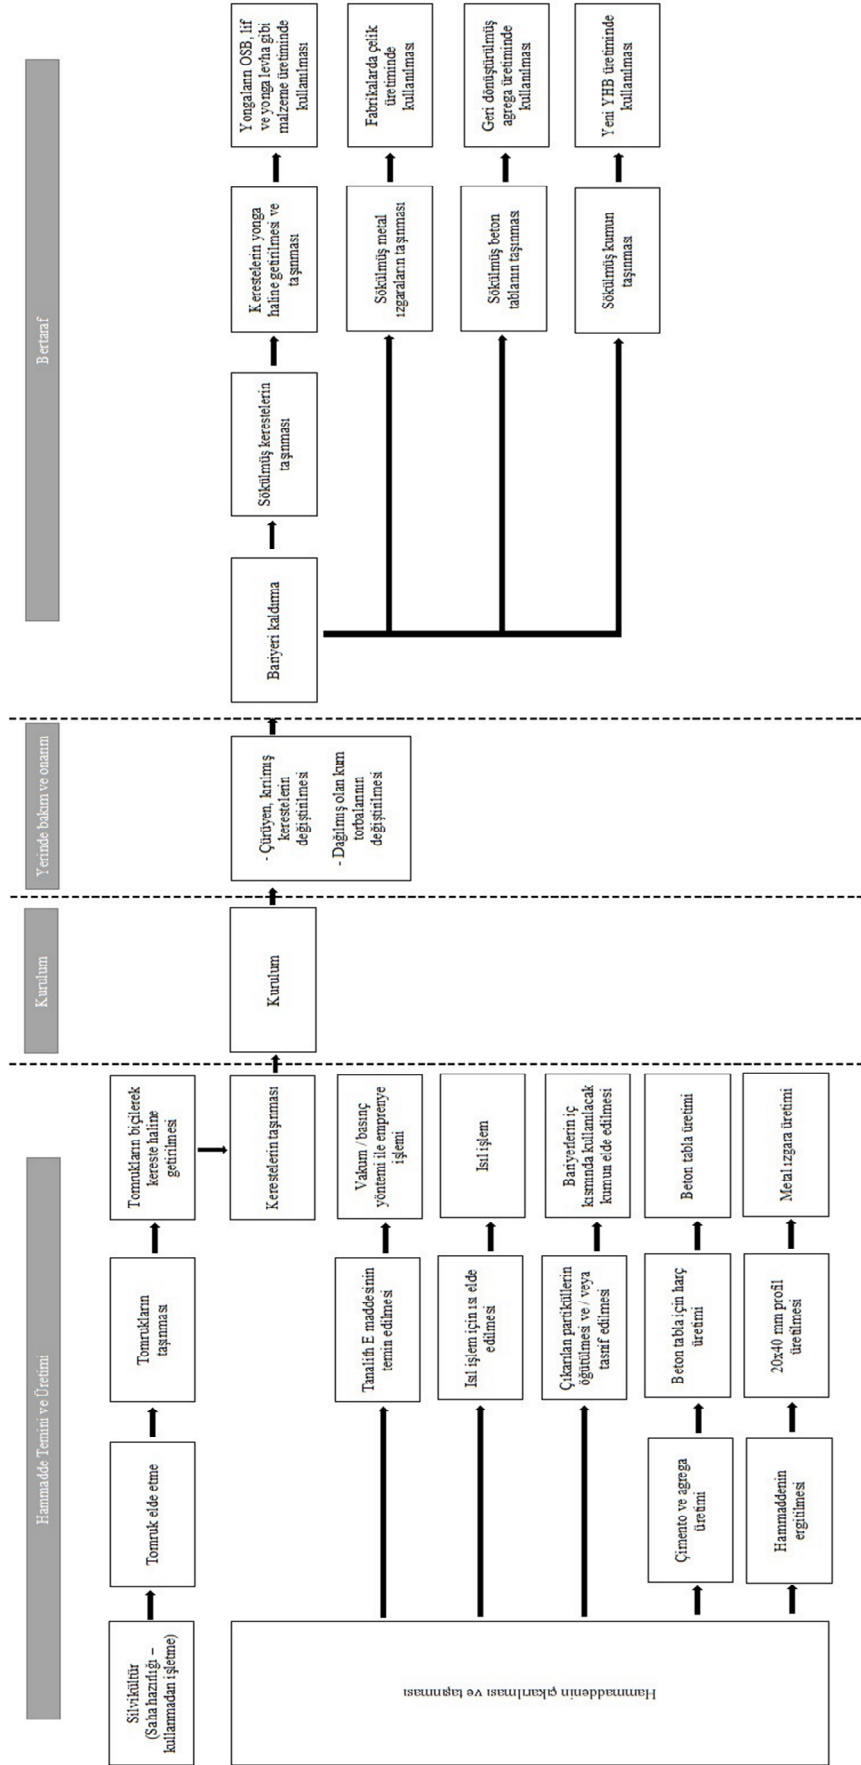 Hammadde Temini ve Üretimi
Kurulum
Yerinde bakım ve onarım
Bertaraf
Silvikültür
(Saha hazırlığı –
kullanmadan işletme)
Tomruk elde etme
Tomrukların
taşınması
Tomrukların biçilerek
kereste haline
getirilmesi
Kerestelerin taşınması
Kurulum
- Çürüyen, kırılmış
kerestelerin
değiştirilmesi
- Dağılmış olan kum
torbalarının
değiştirilmesi
Bariyeri kaldırma
Sökülmüş kerestelerin
taşınması
Kerestelerin yonga
haline getirilmesi ve
taşınması
Yongaların OSB, lif
ve yonga levha gibi
malzeme üretiminde
kullanılması
Hammaddenin çıkarılması ve taşınması
Tanalith E maddesinin
temin edilmesi
Vakum / basınç
yöntemi ile emprenye
işlemi
Sökülmüş metal
ızgaraların taşınması
Fabrikalarda çelik
üretiminde
kullanılması
Isıl işlem için ısı elde
edilmesi
Isıl işlem
Sökülmüş beton
tablanın taşınması
Geri dönüştürülmüş
agrega üretiminde
kullanılması
Çıkarılan partiküllerin
öğütülmesi ve / veya
tasnif edilmesi
Bariyerlerin iç
kısmında kullanılacak
kumun elde edilmesi
Sökülmüş kumun
taşınması
Yeni YHB üretiminde
kullanılması
Çimento ve agrega
üretimi
Beton tabla için harç
üretimi
Beton tabla üretimi
Hammaddenin
ergitilmesi
20x40 mm profil
üretilmesi
Metal ızgara üretimi